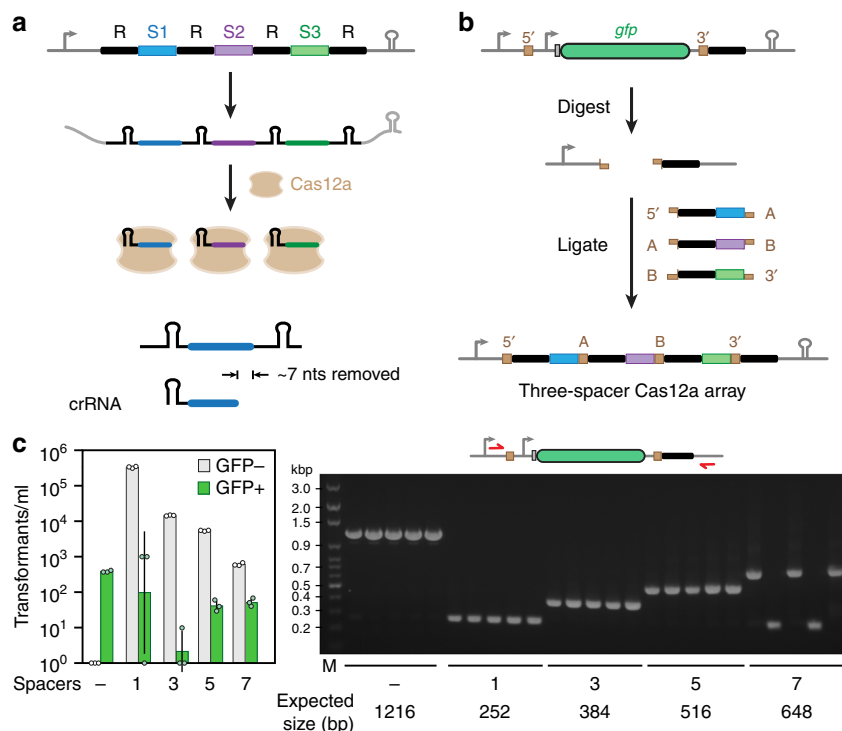 a
R S1 R S2 R S3 R
Cas12a
~7 nts removed
crRNA
b
5′ gfp 3′
Digest
Ligate
5′ A
A B
B 3′
5′ A B 3′
Three-spacer Cas12a array
c
Transformants/ml
10^6
10^5
10^4
10^3
10^2
10^1
10^0
GFP–
GFP+
Spacers – 1 3 5 7
kbp
3.0
2.0
1.5
0.9
0.7
0.5
0.4
0.3
0.2
M
– 1 3 5 7
Expected
size (bp)
1216 252 384 516 648